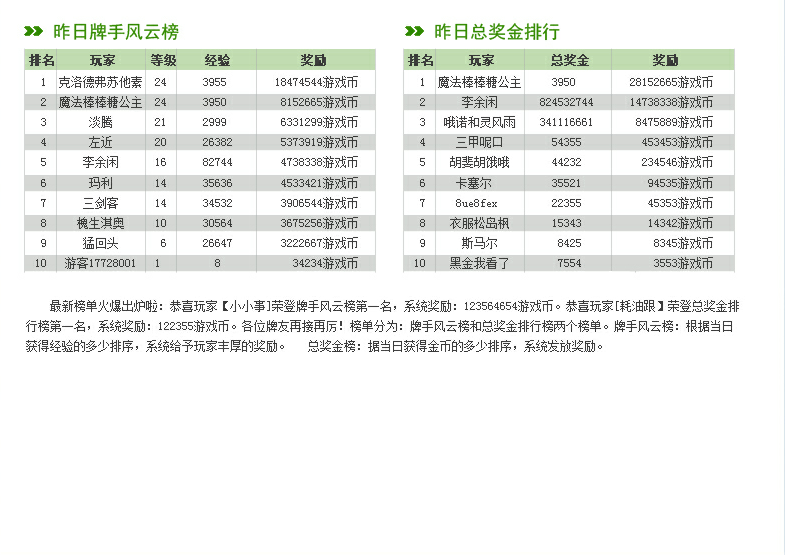 昨日牌手风云榜
排名 玩家 等级 经验 奖励
1 克洛德弗苏他素 24 3955 18474544游戏币
2 魔法棒棒糖公主 24 3950 8152665游戏币
3 淡腾 21 2999 6331299游戏币
4 左近 20 26382 5373919游戏币
5 李余闲 16 82744 4738338游戏币
6 玛利 14 35636 4533421游戏币
7 三剑客 14 34532 3906544游戏币
8 槐生淇奥 10 30564 3675256游戏币
9 猛回头 6 26647 3222667游戏币
10 游客17728001 1 8 34234游戏币
昨日总奖金排行
排名 玩家 总奖金 奖励
1 魔法棒棒糖公主 3950 28152665游戏币
2 李余闲 824532744 14738338游戏币
3 哦诺和灵风雨 341116661 8475889游戏币
4 三甲呢口 54355 453453游戏币
5 胡斐胡饿哦 44232 234546游戏币
6 卡塞尔 35521 94535游戏币
7 8ue8fex 22355 45353游戏币
8 衣服松岛枫 15343 14342游戏币
9 斯马尔 8425 8345游戏币
10 黑金我看了 7554 3553游戏币
最新榜单火爆出炉啦：恭喜玩家【小小事]荣登牌手风云榜第一名，系统奖励：123564654游戏币。恭喜玩家[耗油跟】荣登总奖金排
行榜第一名，系统奖励：122355游戏币。各位牌友再接再厉！榜单分为：牌手风云榜和总奖金排行榜两个榜单。牌手风云榜：根据当日
获得经验的多少排序，系统给予玩家丰厚的奖励。 总奖金榜：据当日获得金币的多少排序，系统发放奖励。